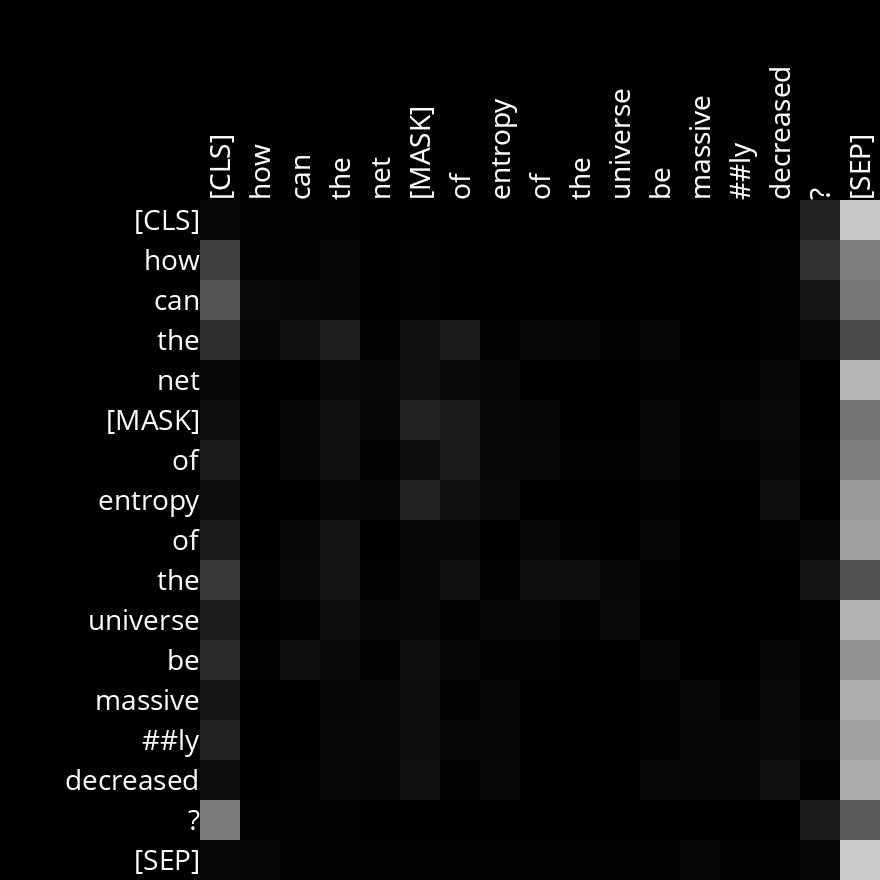 [CLS] how can the net [MASK] of entropy of the universe be massive ##ly decreased ? [SEP]
[CLS]
how
can
the
net
[MASK]
of
entropy
of
the
universe
be
massive
##ly
decreased
?
[SEP]